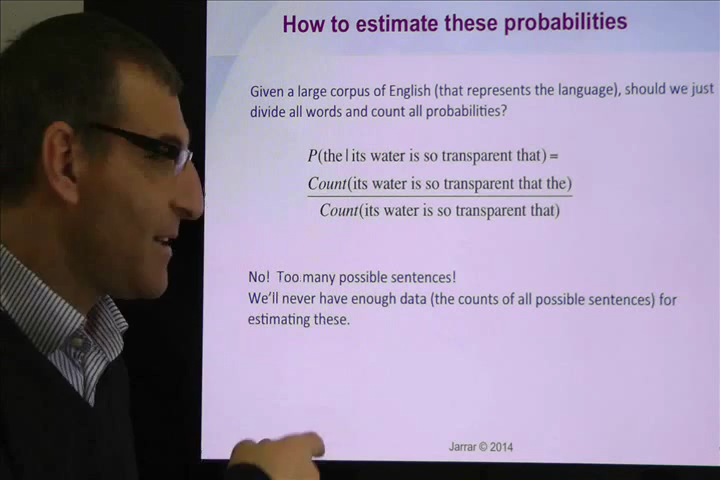 How to estimate these probabilities
Given a large corpus of English (that represents the language), should we just
divide all words and count all probabilities?
P(the | its water is so transparent that) =
Count(its water is so transparent that the)
Count(its water is so transparent that)
No! Too many possible sentences!
We'll never have enough data (the counts of all possible sentences) for
estimating these.
Jarrar © 2014